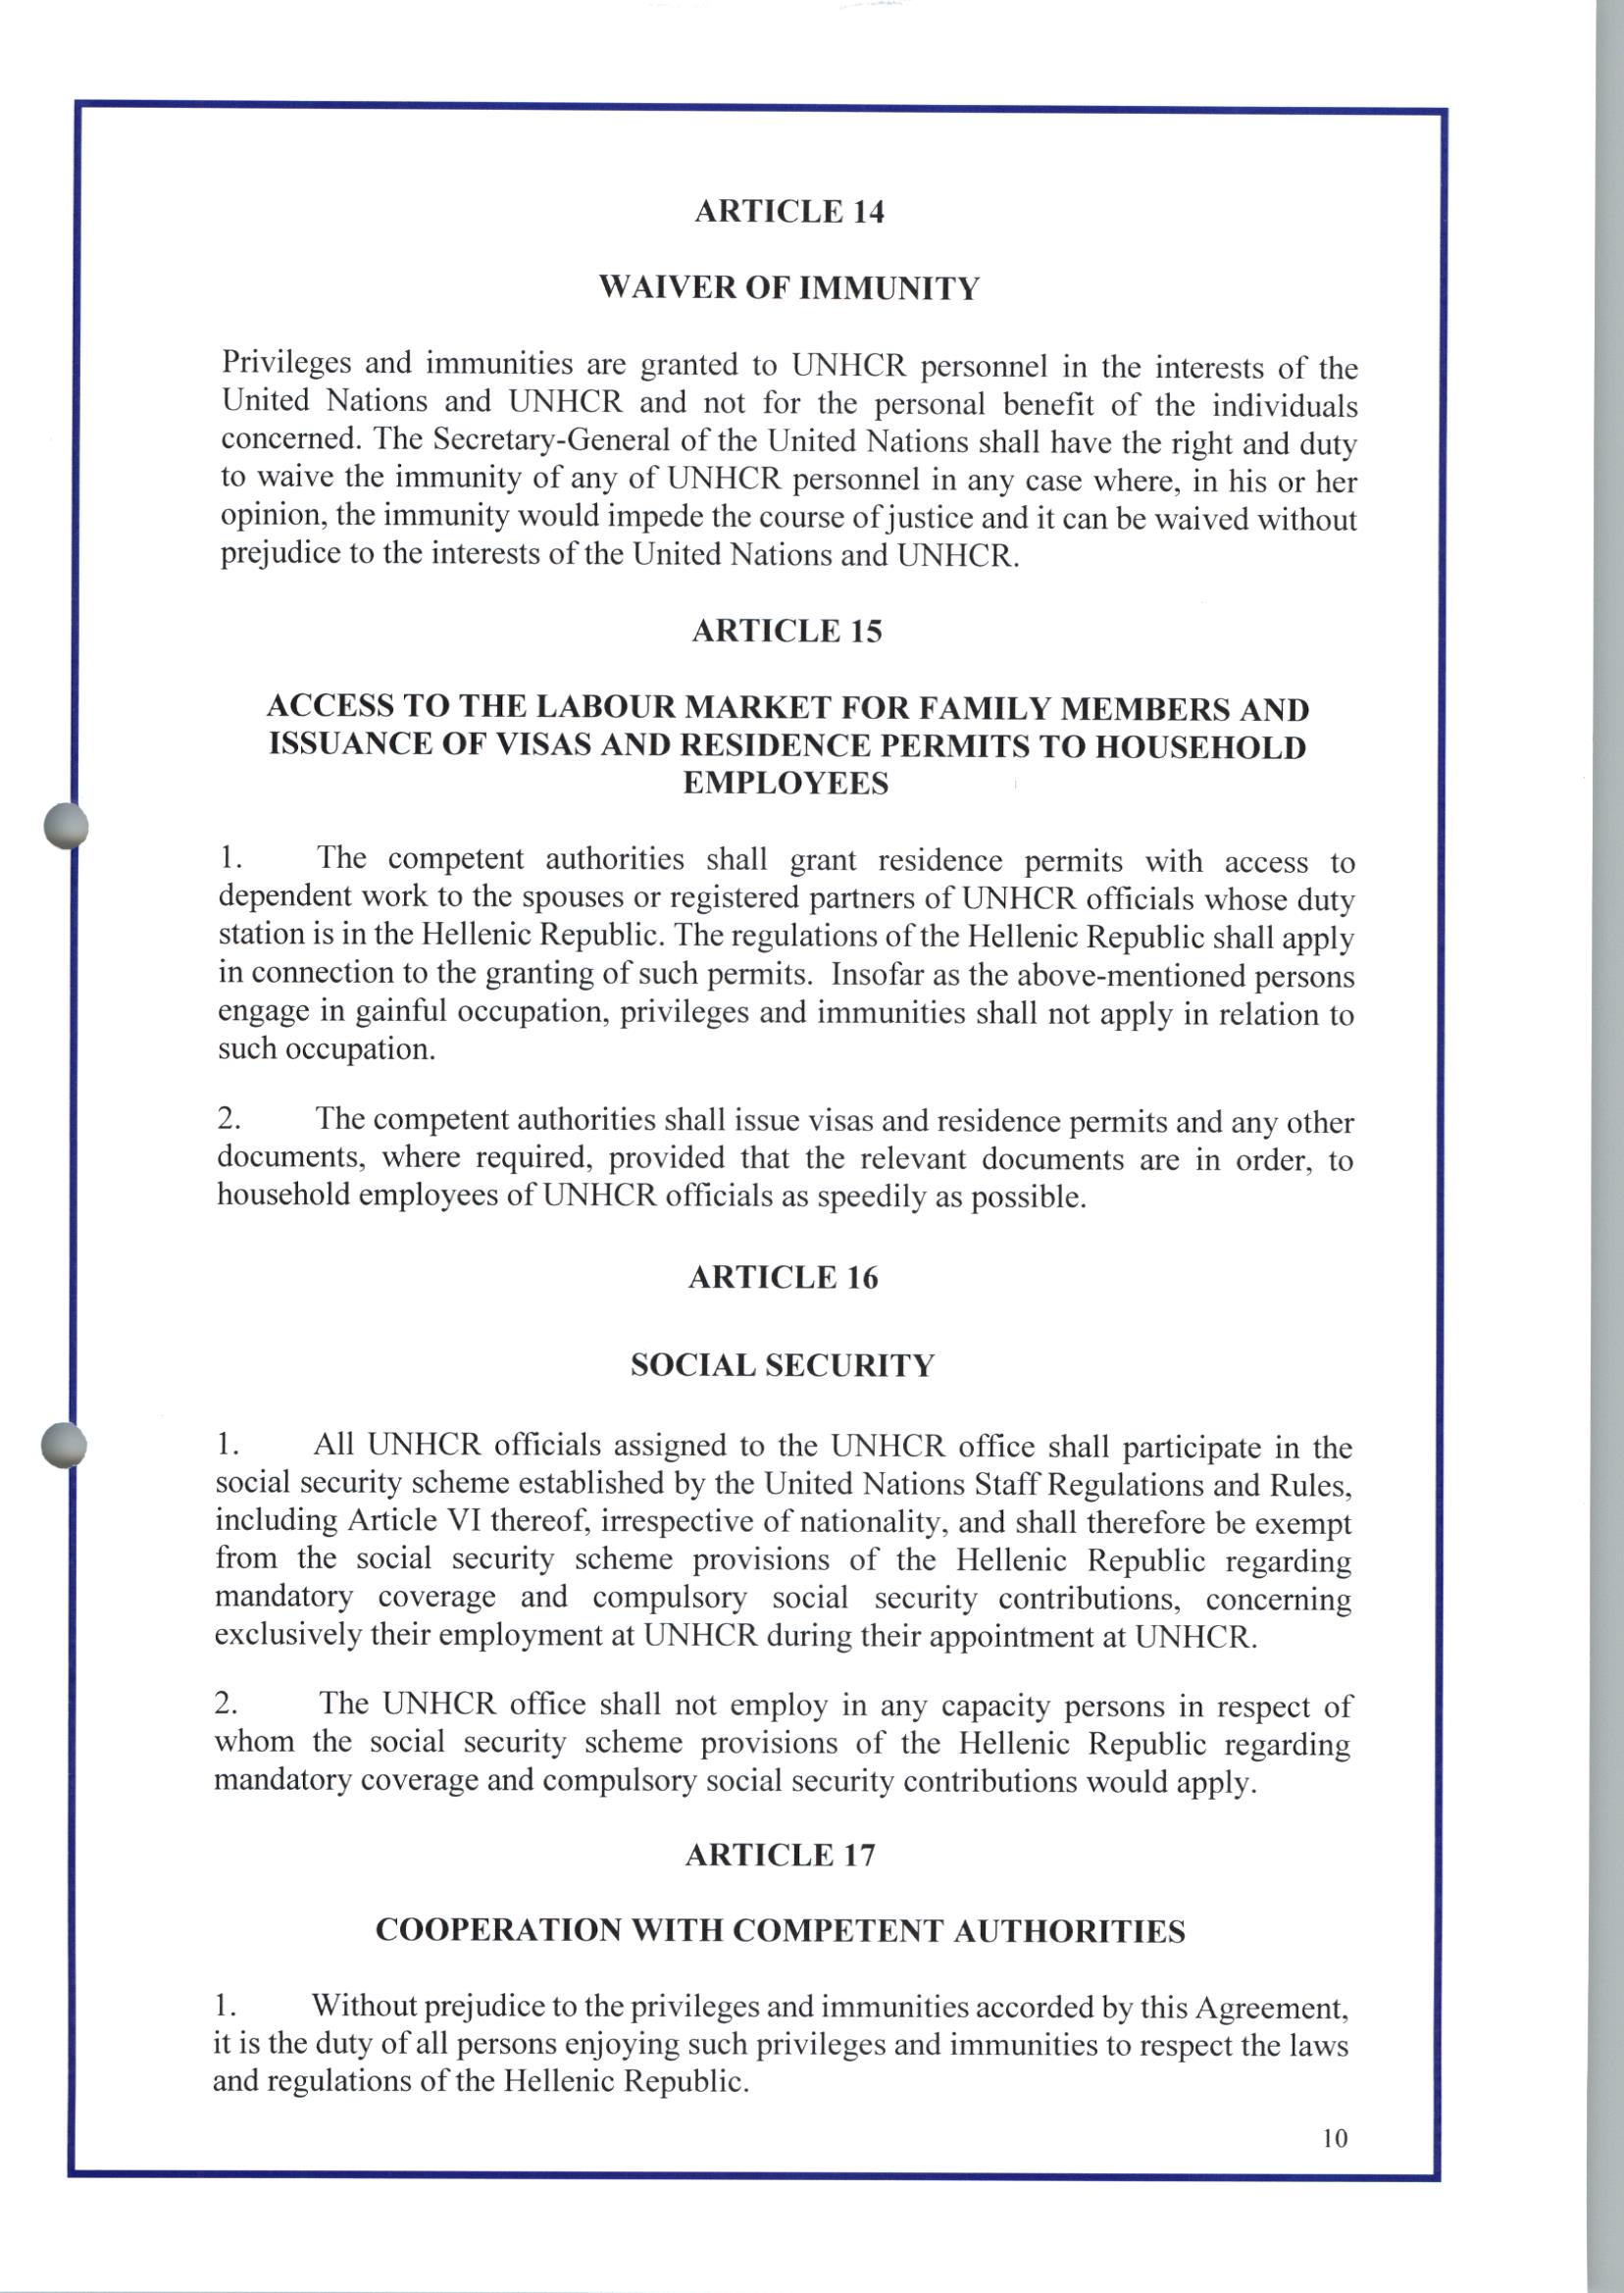 ARTICLE 14
WAIVER OF IMMUNITY
Privileges and immunities are granted to UNHCR personnel in the interests of the
United Nations and UNHCR and not for the personal benefit of the individuals
concerned. The Secretary-General of the United Nations shall have the right and duty
to waive the immunity of any of UNHCR personnel in any case where, in his or her
opinion, the immunity would impede the course of justice and it can be waived without
prejudice to the interests of the United Nations and UNHCR.
ARTICLE 15
ACCESS TO THE LABOUR MARKET FOR FAMILY MEMBERS AND
ISSUANCE OF VISAS AND RESIDENCE PERMITS TO HOUSEHOLD
EMPLOYEES
1. The competent authorities shall grant residence permits with access to
dependent work to the spouses or registered partners of UNHCR officials whose duty
station is in the Hellenic Republic. The regulations of the Hellenic Republic shall apply
in connection to the granting of such permits. Insofar as the above-mentioned persons
engage in gainful occupation, privileges and immunities shall not apply in relation to
such occupation.
2. The competent authorities shall issue visas and residence permits and any other
documents, where required, provided that the relevant documents are in order, to
household employees of UNHCR officials as speedily as possible.
ARTICLE 16
SOCIAL SECURITY
1. All UNHCR officials assigned to the UNHCR office shall participate in the
social security scheme established by the United Nations Staff Regulations and Rules,
including Article VI thereof, irrespective of nationality, and shall therefore be exempt
from the social security scheme provisions of the Hellenic Republic regarding
mandatory coverage and compulsory social security contributions, concerning
exclusively their employment at UNHCR during their appointment at UNHCR.
2. The UNHCR office shall not employ in any capacity persons in respect of
whom the social security scheme provisions of the Hellenic Republic regarding
mandatory coverage and compulsory social security contributions would apply.
ARTICLE 17
COOPERATION WITH COMPETENT AUTHORITIES
1. Without prejudice to the privileges and immunities accorded by this Agreement,
it is the duty of all persons enjoying such privileges and immunities to respect the laws
and regulations of the Hellenic Republic.
10